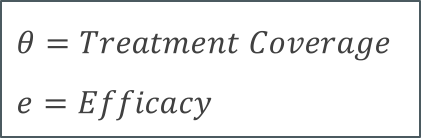 θ = Treatment Coverage
e = Efficacy